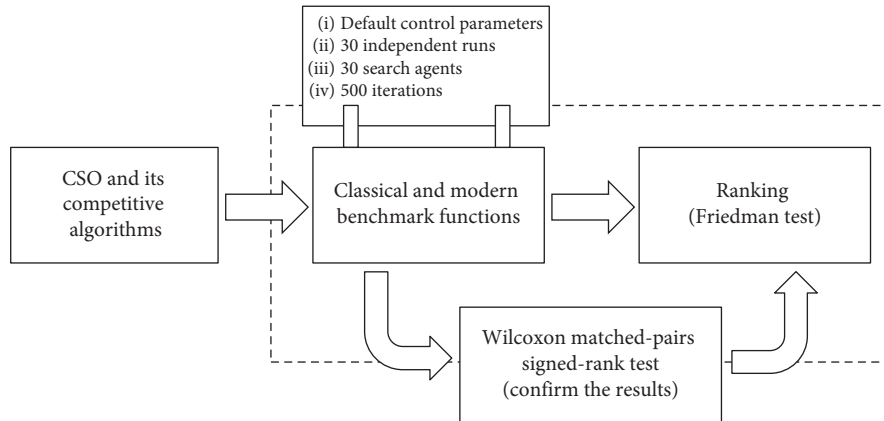 (i) Default control parameters
(ii) 30 independent runs
(iii) 30 search agents
(iv) 500 iterations
CSO and its
competitive
algorithms
Classical and modern
benchmark functions
Ranking
(Friedman test)
Wilcoxon matched-pairs
signed-rank test
(confirm the results)